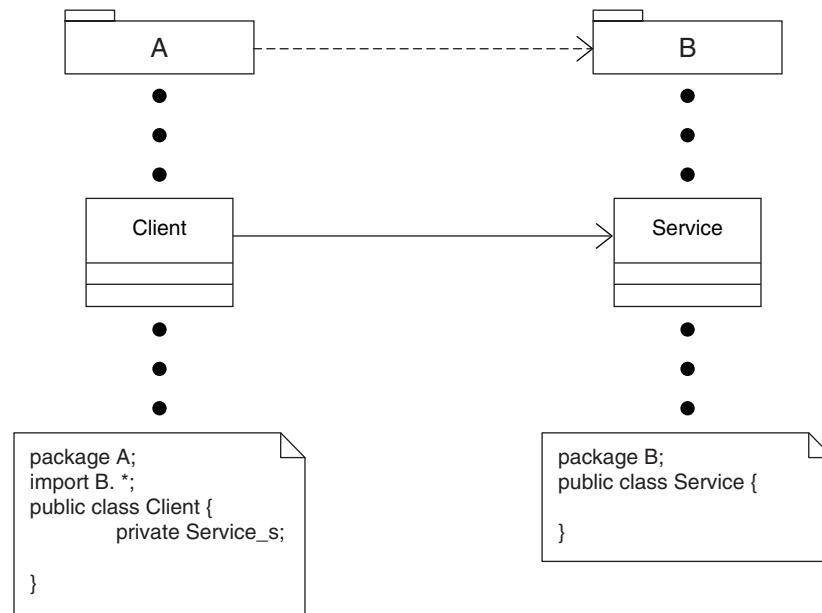 A
B
Client
Service
package A;
import B. *;
public class Client {
private Service_s;
}
package B;
public class Service {
}